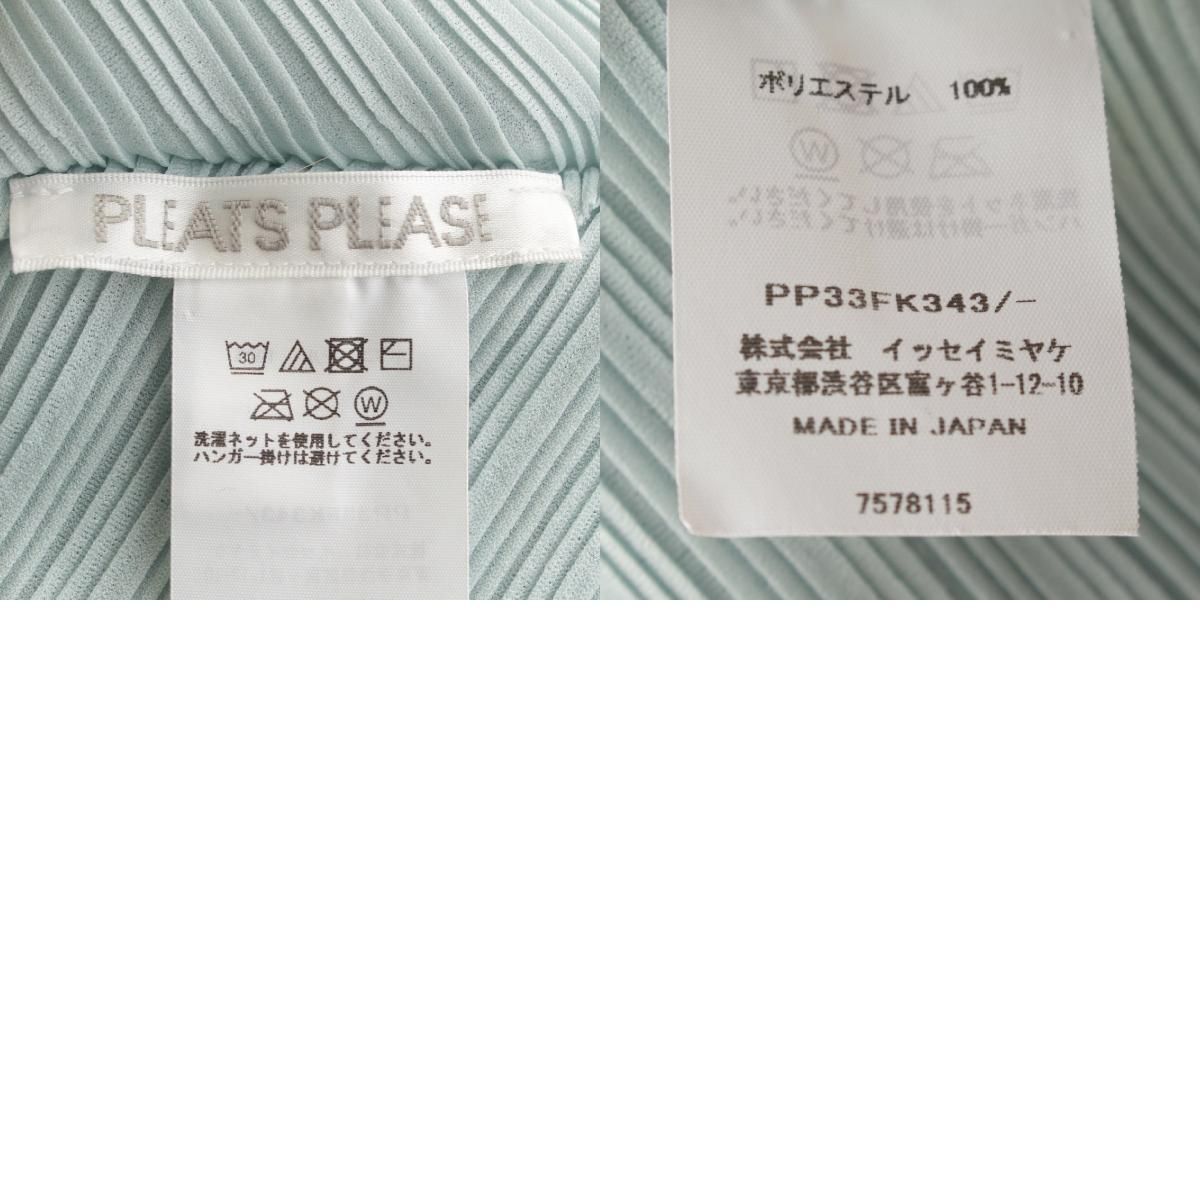 PLEATS PLEASE
30
W
洗濯ネットを使用してください。
ハンガー掛けは避けてください。
ポリエステル 100%
PP33FK343/-
株式会社 イッセイミヤケ
東京都渋谷区富ヶ谷1-12-10
MADE IN JAPAN
7578115